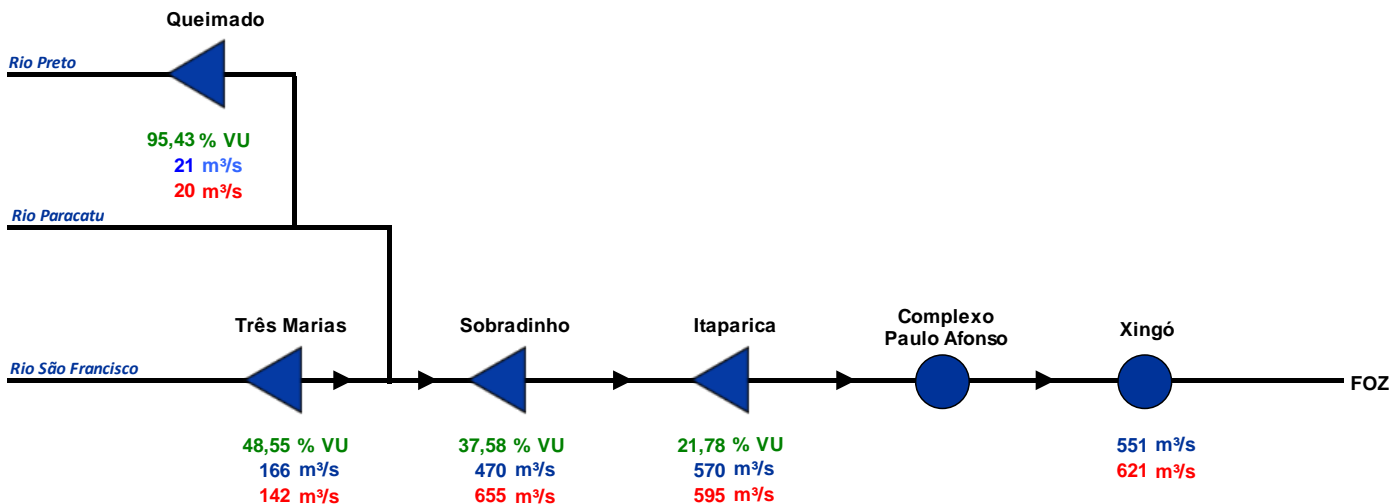 Queimado
Rio Preto
95,43 % VU
21 m³/s
20 m³/s
Rio Paracatu
Três Marias
Sobradinho
Itaparica
Complexo
Paulo Afonso
Xingó
Rio São Francisco
FOZ
48,55 % VU
166 m³/s
142 m³/s
37,58 % VU
470 m³/s
655 m³/s
21,78 % VU
570 m³/s
595 m³/s
551 m³/s
621 m³/s